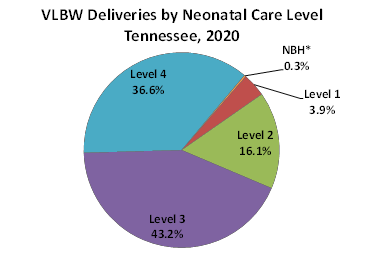 VLBW Deliveries by Neonatal Care Level
Tennessee, 2020
NBH*
0.3%
Level 1
3.9%
Level 2
16.1%
Level 3
43.2%
Level 4
36.6%